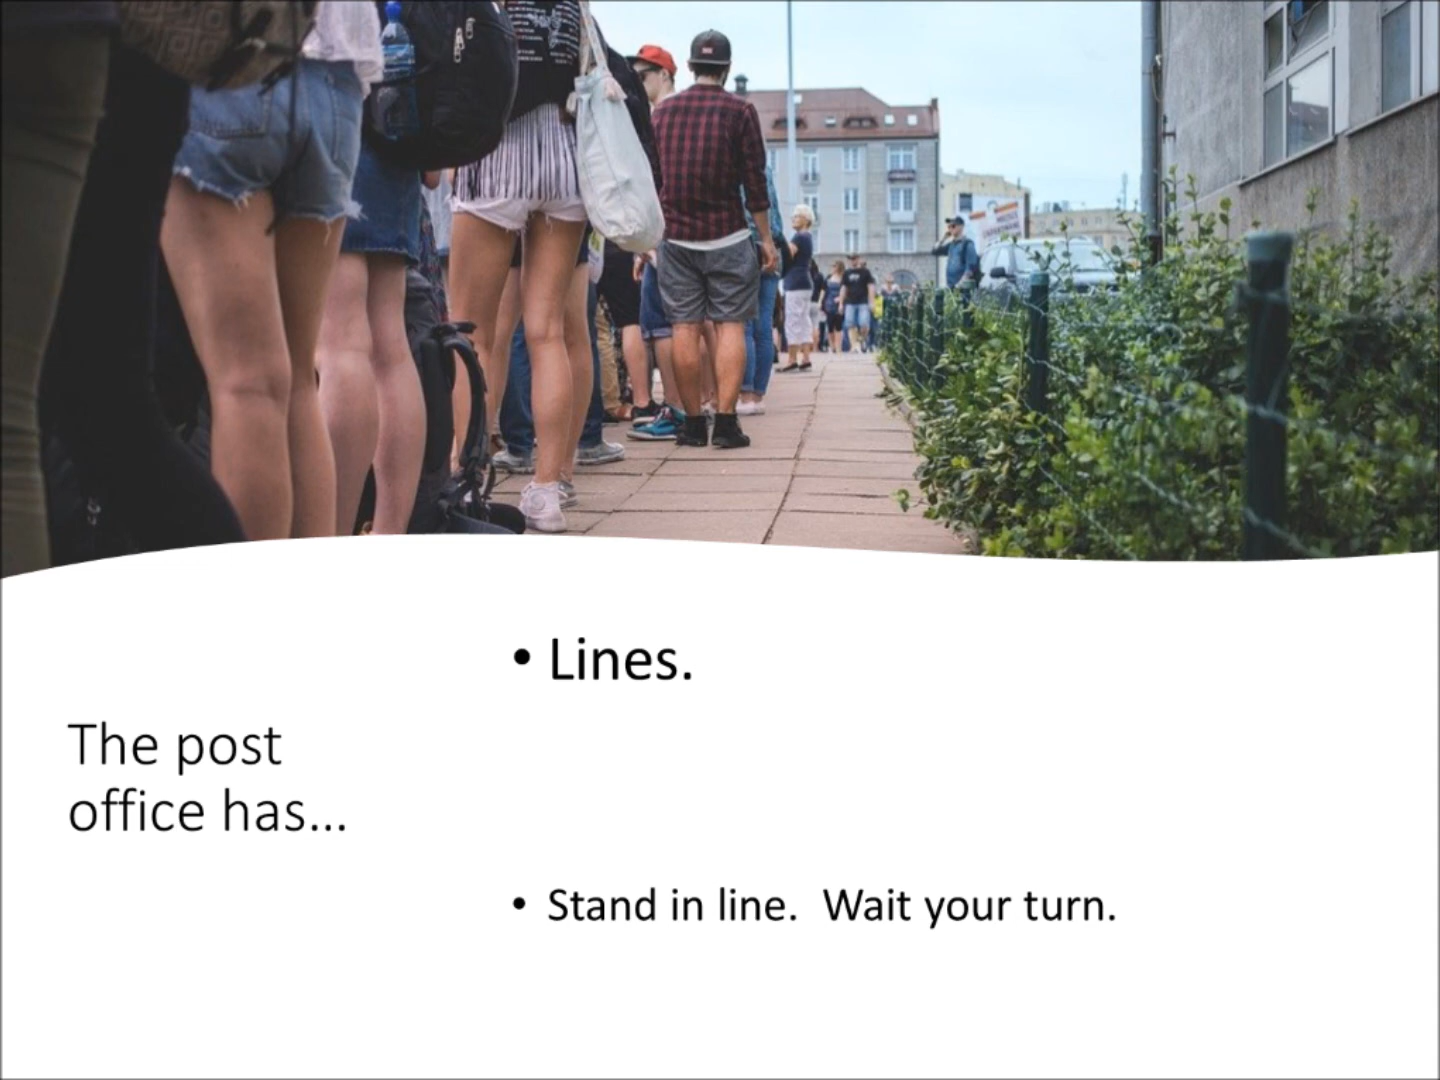 The post
office has...
• Lines.
• Stand in line.  Wait your turn.